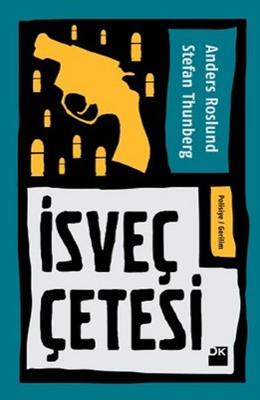 Anders Roslund
Stefan Thunberg
Polisiye / Gerilim
İSVEÇ
ÇETESİ
DK